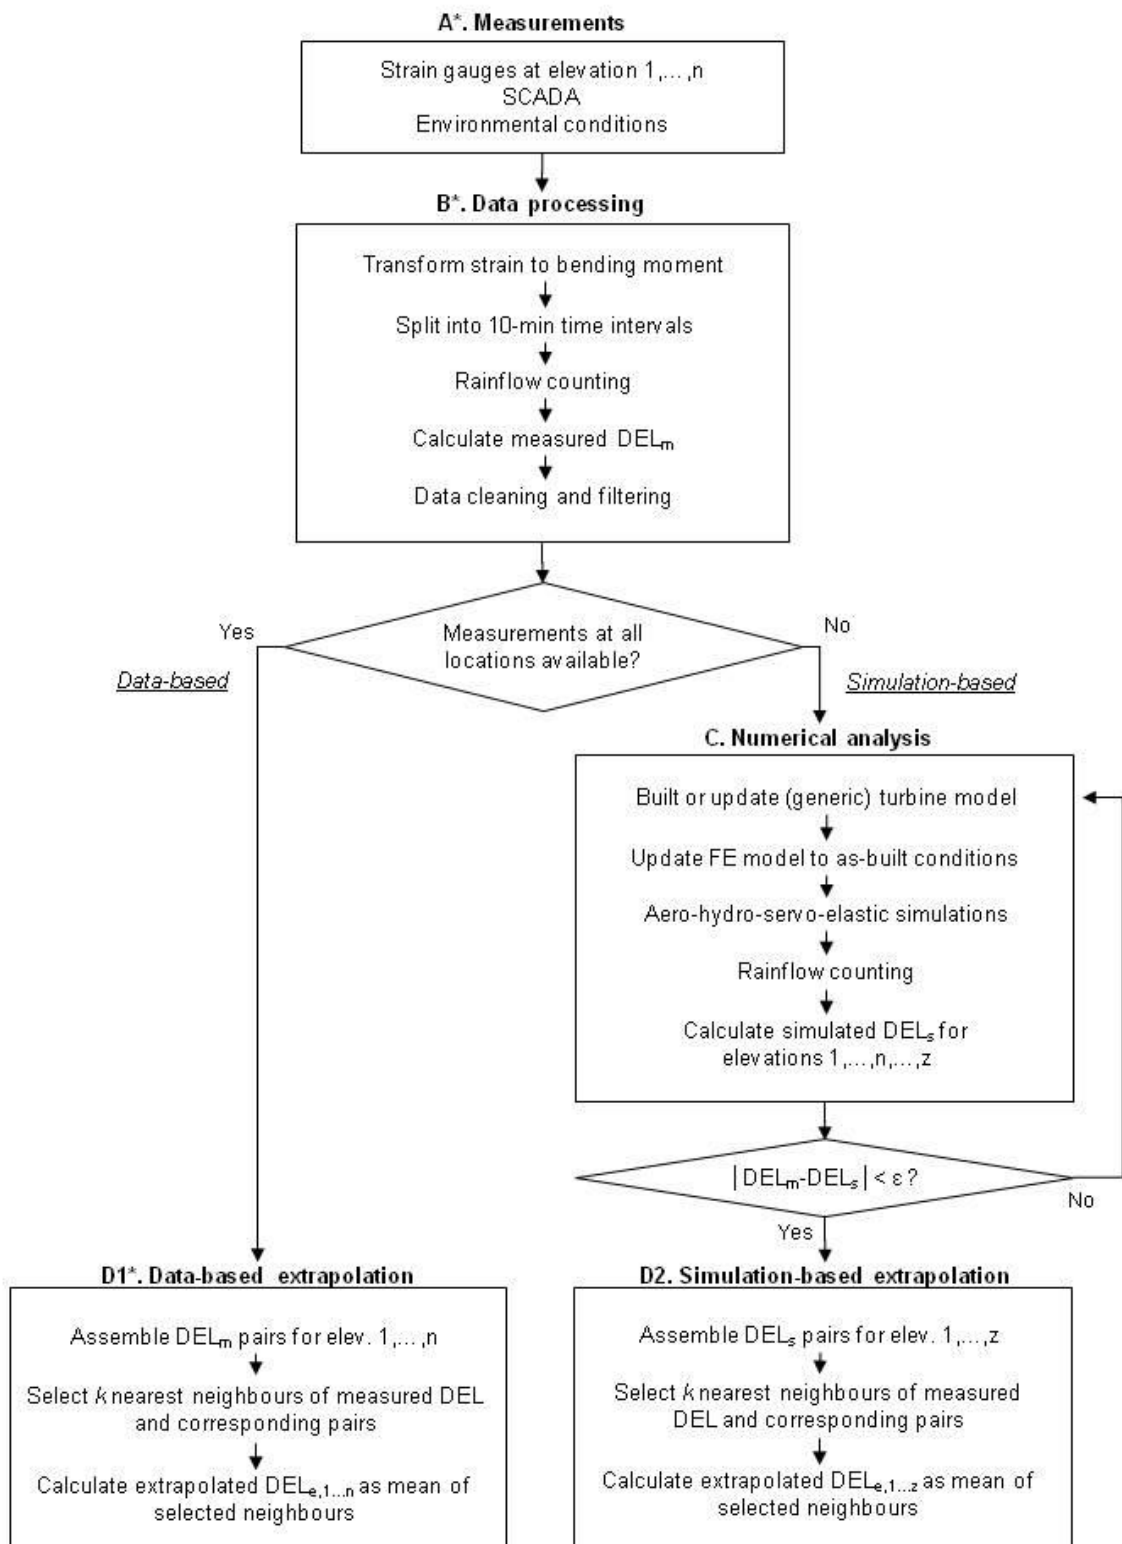 A*. Measurements
Strain gauges at elevation 1,...,n
SCADA
Environmental conditions
B*. Data processing
Transform strain to bending moment
Split into 10-min time intervals
Rainflow counting
Calculate measured DELₘ
Data cleaning and filtering
Measurements at all
locations available?
Yes
No
Data-based
Simulation-based
C. Numerical analysis
Built or update (generic) turbine model
Update FE model to as-built conditions
Aero-hydro-servo-elastic simulations
Rainflow counting
Calculate simulated DELₛ for
elevations 1,...,n,...,z
|DELₘ-DELₛ| < ε?
No
Yes
D1*. Data-based extrapolation
Assemble DELₘ pairs for elev. 1,...,n
Select k nearest neighbours of measured DEL
and corresponding pairs
Calculate extrapolated DELe,1...n as mean of
selected neighbours
D2. Simulation-based extrapolation
Assemble DELₛ pairs for elev. 1,...,z
Select k nearest neighbours of measured
DEL and corresponding pairs
Calculate extrapolated DELe,1...z as mean of
selected neighbours